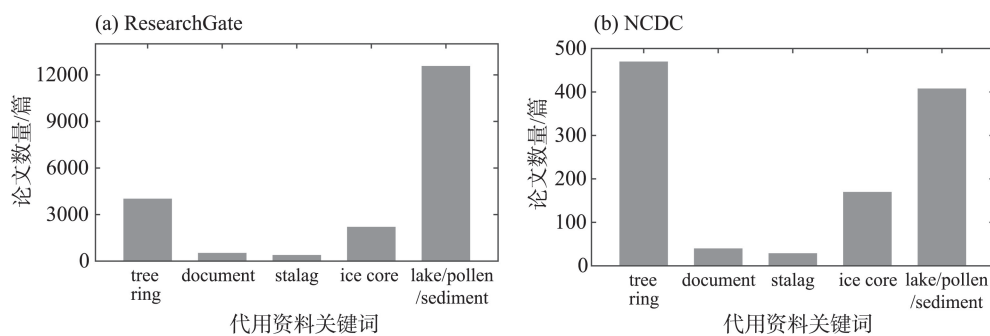 (a) ResearchGate
论文数量/篇
12000
9000
6000
3000
0
tree ring
document
stalag
ice core
lake/pollen /sediment
代用资料关键词
(b) NCDC
论文数量/篇
500
400
300
200
100
0
tree ring
document
stalag
ice core
lake/pollen /sediment
代用资料关键词